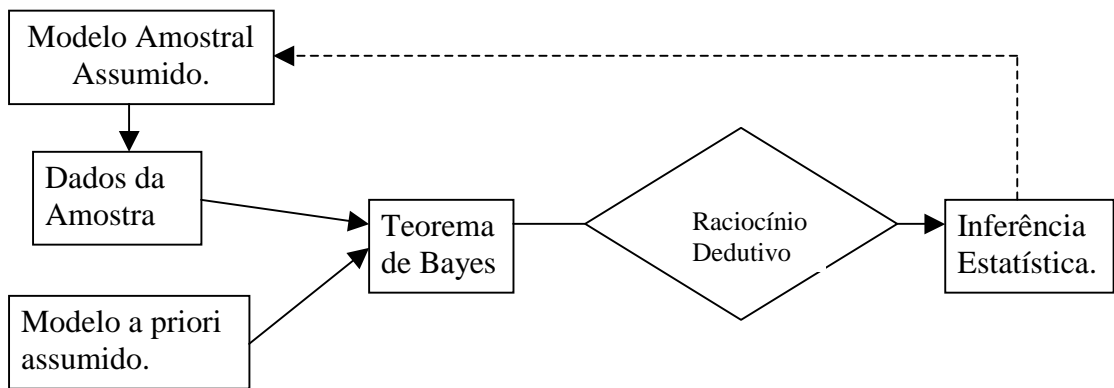 Modelo Amostral
Assumido.
Dados da
Amostra
Teorema
de Bayes
Raciocínio
Dedutivo
Inferência
Estatística.
Modelo a priori
assumido.